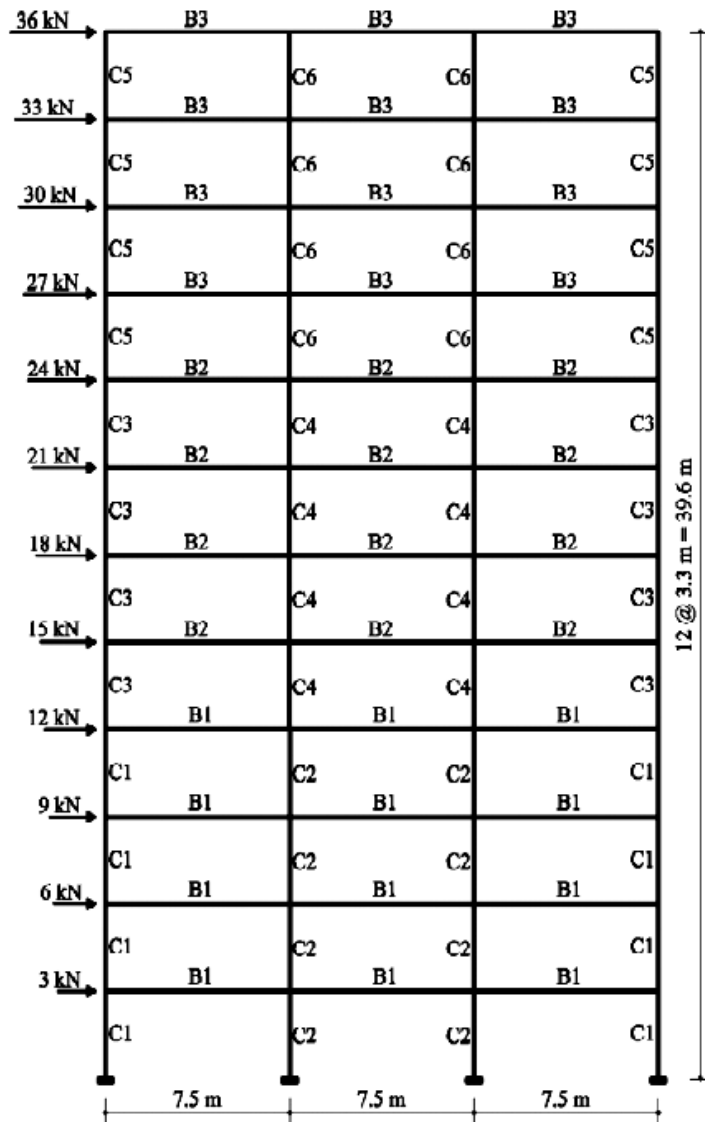 36 kN B3 B3 B3
C5 C6 C6 C5
33 kN B3 B3 B3
C5 C6 C6 C5
30 kN B3 B3 B3
C5 C6 C6 C5
27 kN B3 B3 B3
C5 C6 C6 C5
24 kN B2 B2 B2
C3 C4 C4 C3
21 kN B2 B2 B2
C3 C4 C4 C3
18 kN B2 B2 B2
C3 C4 C4 C3
15 kN B2 B2 B2
C3 C4 C4 C3
12 kN B1 B1 B1
C1 C2 C2 C1
9 kN B1 B1 B1
C1 C2 C2 C1
6 kN B1 B1 B1
C1 C2 C2 C1
3 kN B1 B1 B1
C1 C2 C2 C1
7.5 m 7.5 m 7.5 m
12 @ 3.3 m = 39.6 m